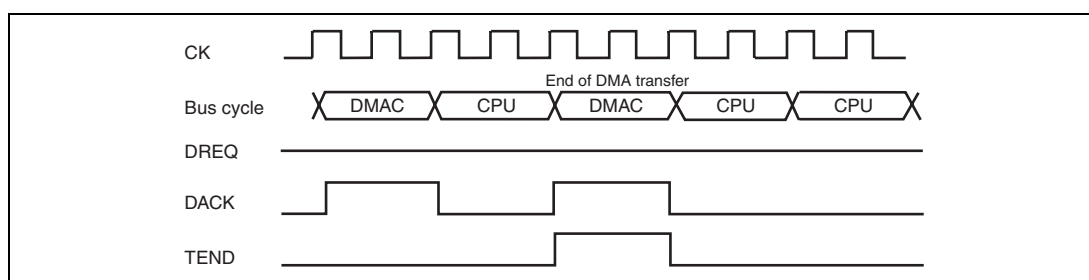 CK
End of DMA transfer
Bus cycle DMAC CPU DMAC CPU CPU
DREQ
DACK
TEND